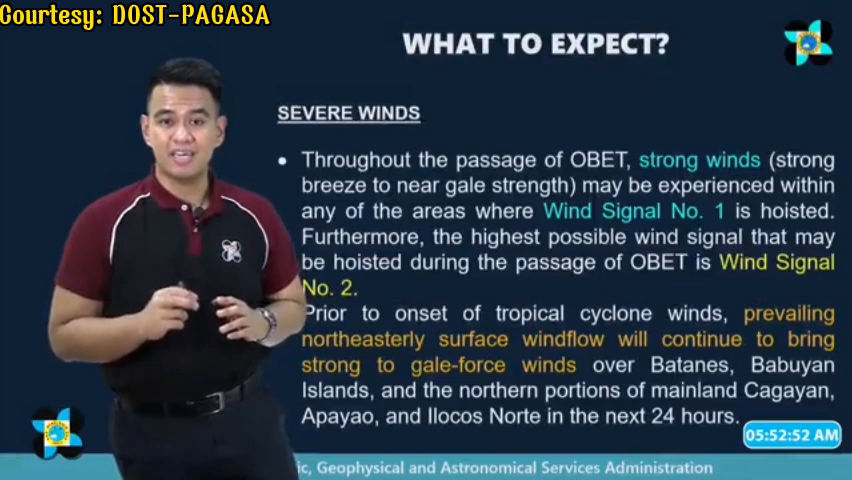 Courtesy: DOST-PAGASA
WHAT TO EXPECT?
SEVERE WINDS
• Throughout the passage of OBET, strong winds (strong
breeze to near gale strength) may be experienced within
any of the areas where Wind Signal No. 1 is hoisted.
Furthermore, the highest possible wind signal that may
be hoisted during the passage of OBET is Wind Signal
No. 2.
Prior to onset of tropical cyclone winds, prevailing
northeasterly surface windflow will continue to bring
strong to gale-force winds over Batanes, Babuyan
Islands, and the northern portions of mainland Cagayan,
Apayao, and Ilocos Norte in the next 24 hours.
05:52:52 AM
Geophysical and Astronomical Services Administration